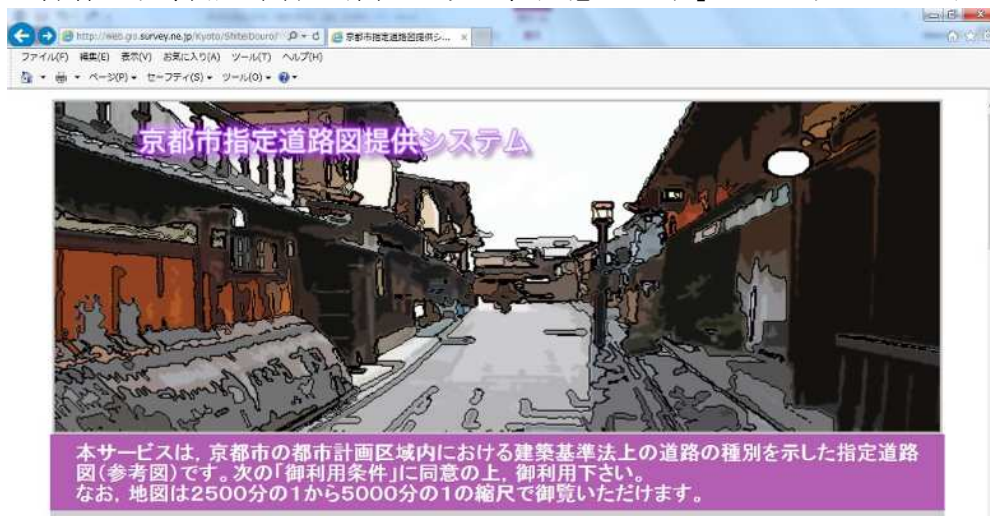 http://web.gis.survey.ne.jp/Kyoto/Shiteidouro/
京都市指定道路図提供シ...
ファイル(F) 編集(E) 表示(V) お気に入り(A) ツール(T) ヘルプ(H)
ページ(P) セーフティ(S) ツール(O)
京都市指定道路図提供システム
本サービスは，京都市の都市計画区域内における建築基準法上の道路の種別を示した指定道路
図(参考図)です。次の「御利用条件」に同意の上，御利用下さい。
なお，地図は2500分の1から5000分の1の縮尺で御覧いただけます。